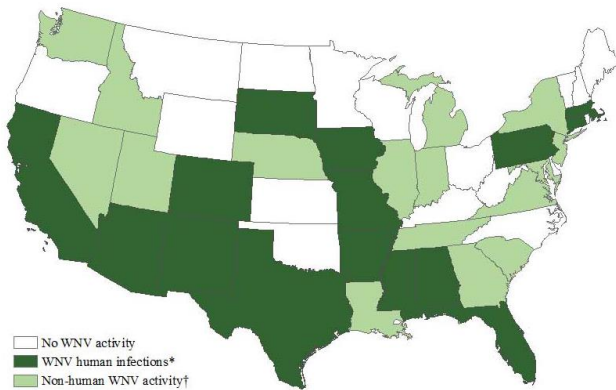 No WNV activity
WNV human infections*
Non-human WNV activity†